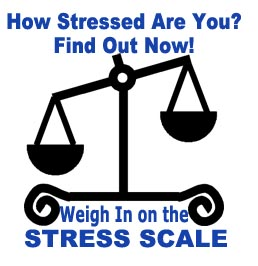 How Stressed Are You?
Find Out Now!
Weigh In on the
STRESS SCALE